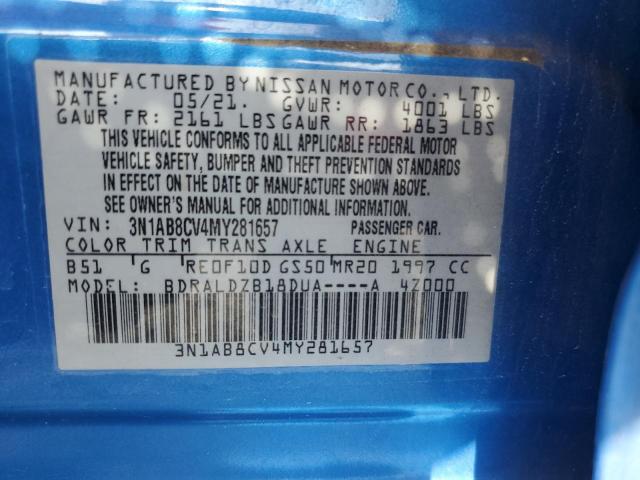 MANUFACTURED BY NISSAN MOTOR CO., LTD.
DATE: 05/21. GVWR: 4001 LBS
GAWR FR: 2161 LBS GAWR RR: 1863 LBS
THIS VEHICLE CONFORMS TO ALL APPLICABLE FEDERAL MOTOR
VEHICLE SAFETY, BUMPER AND THEFT PREVENTION STANDARDS
IN EFFECT ON THE DATE OF MANUFACTURE SHOWN ABOVE.
SEE OWNER'S MANUAL FOR ADDITIONAL INFORMATION.
VIN: 3N1AB8CV4MY281657 PASSENGER CAR.
COLOR TRIM TRANS AXLE ENGINE
B51 G RE0F10D GS50 MR20 1997 CC
MODEL: BDRALDZB18DUA----A 4Z000
3N1AB8CV4MY281657